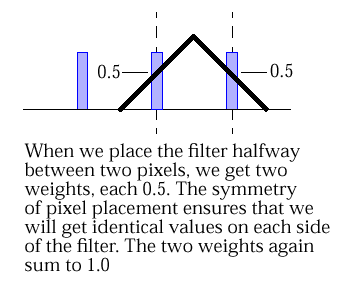 0.5
0.5
When we place the filter halfway
between two pixels, we get two
weights, each 0.5. The symmetry
of pixel placement ensures that we
will get identical values on each side
of the filter. The two weights again
sum to 1.0